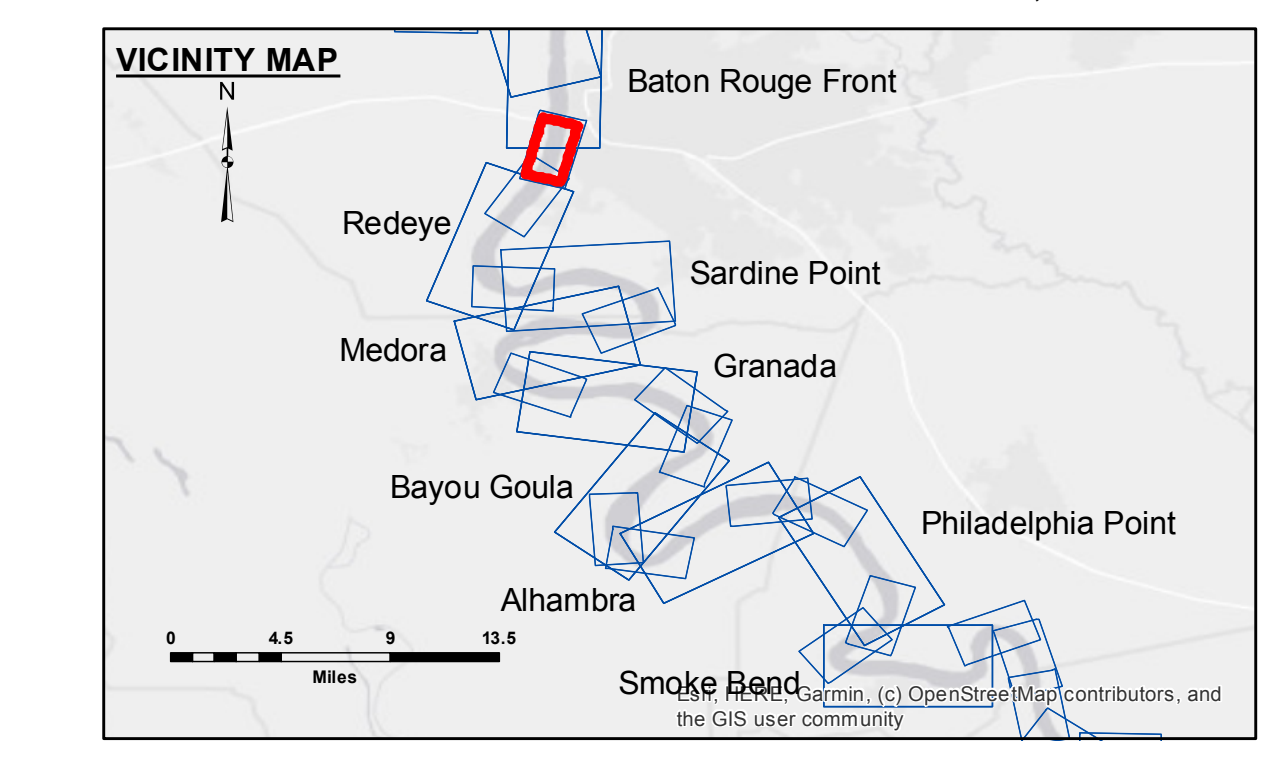 VICINITY MAP
N
Baton Rouge Front
Redeye
Sardine Point
Medora
Granada
Bayou Goula
Philadelphia Point
Alhambra
0 4.5 9 13.5
Miles
Smoke Bend
Esri, HERE, Garmin, (c) OpenStreetMap contributors, and
the GIS user community